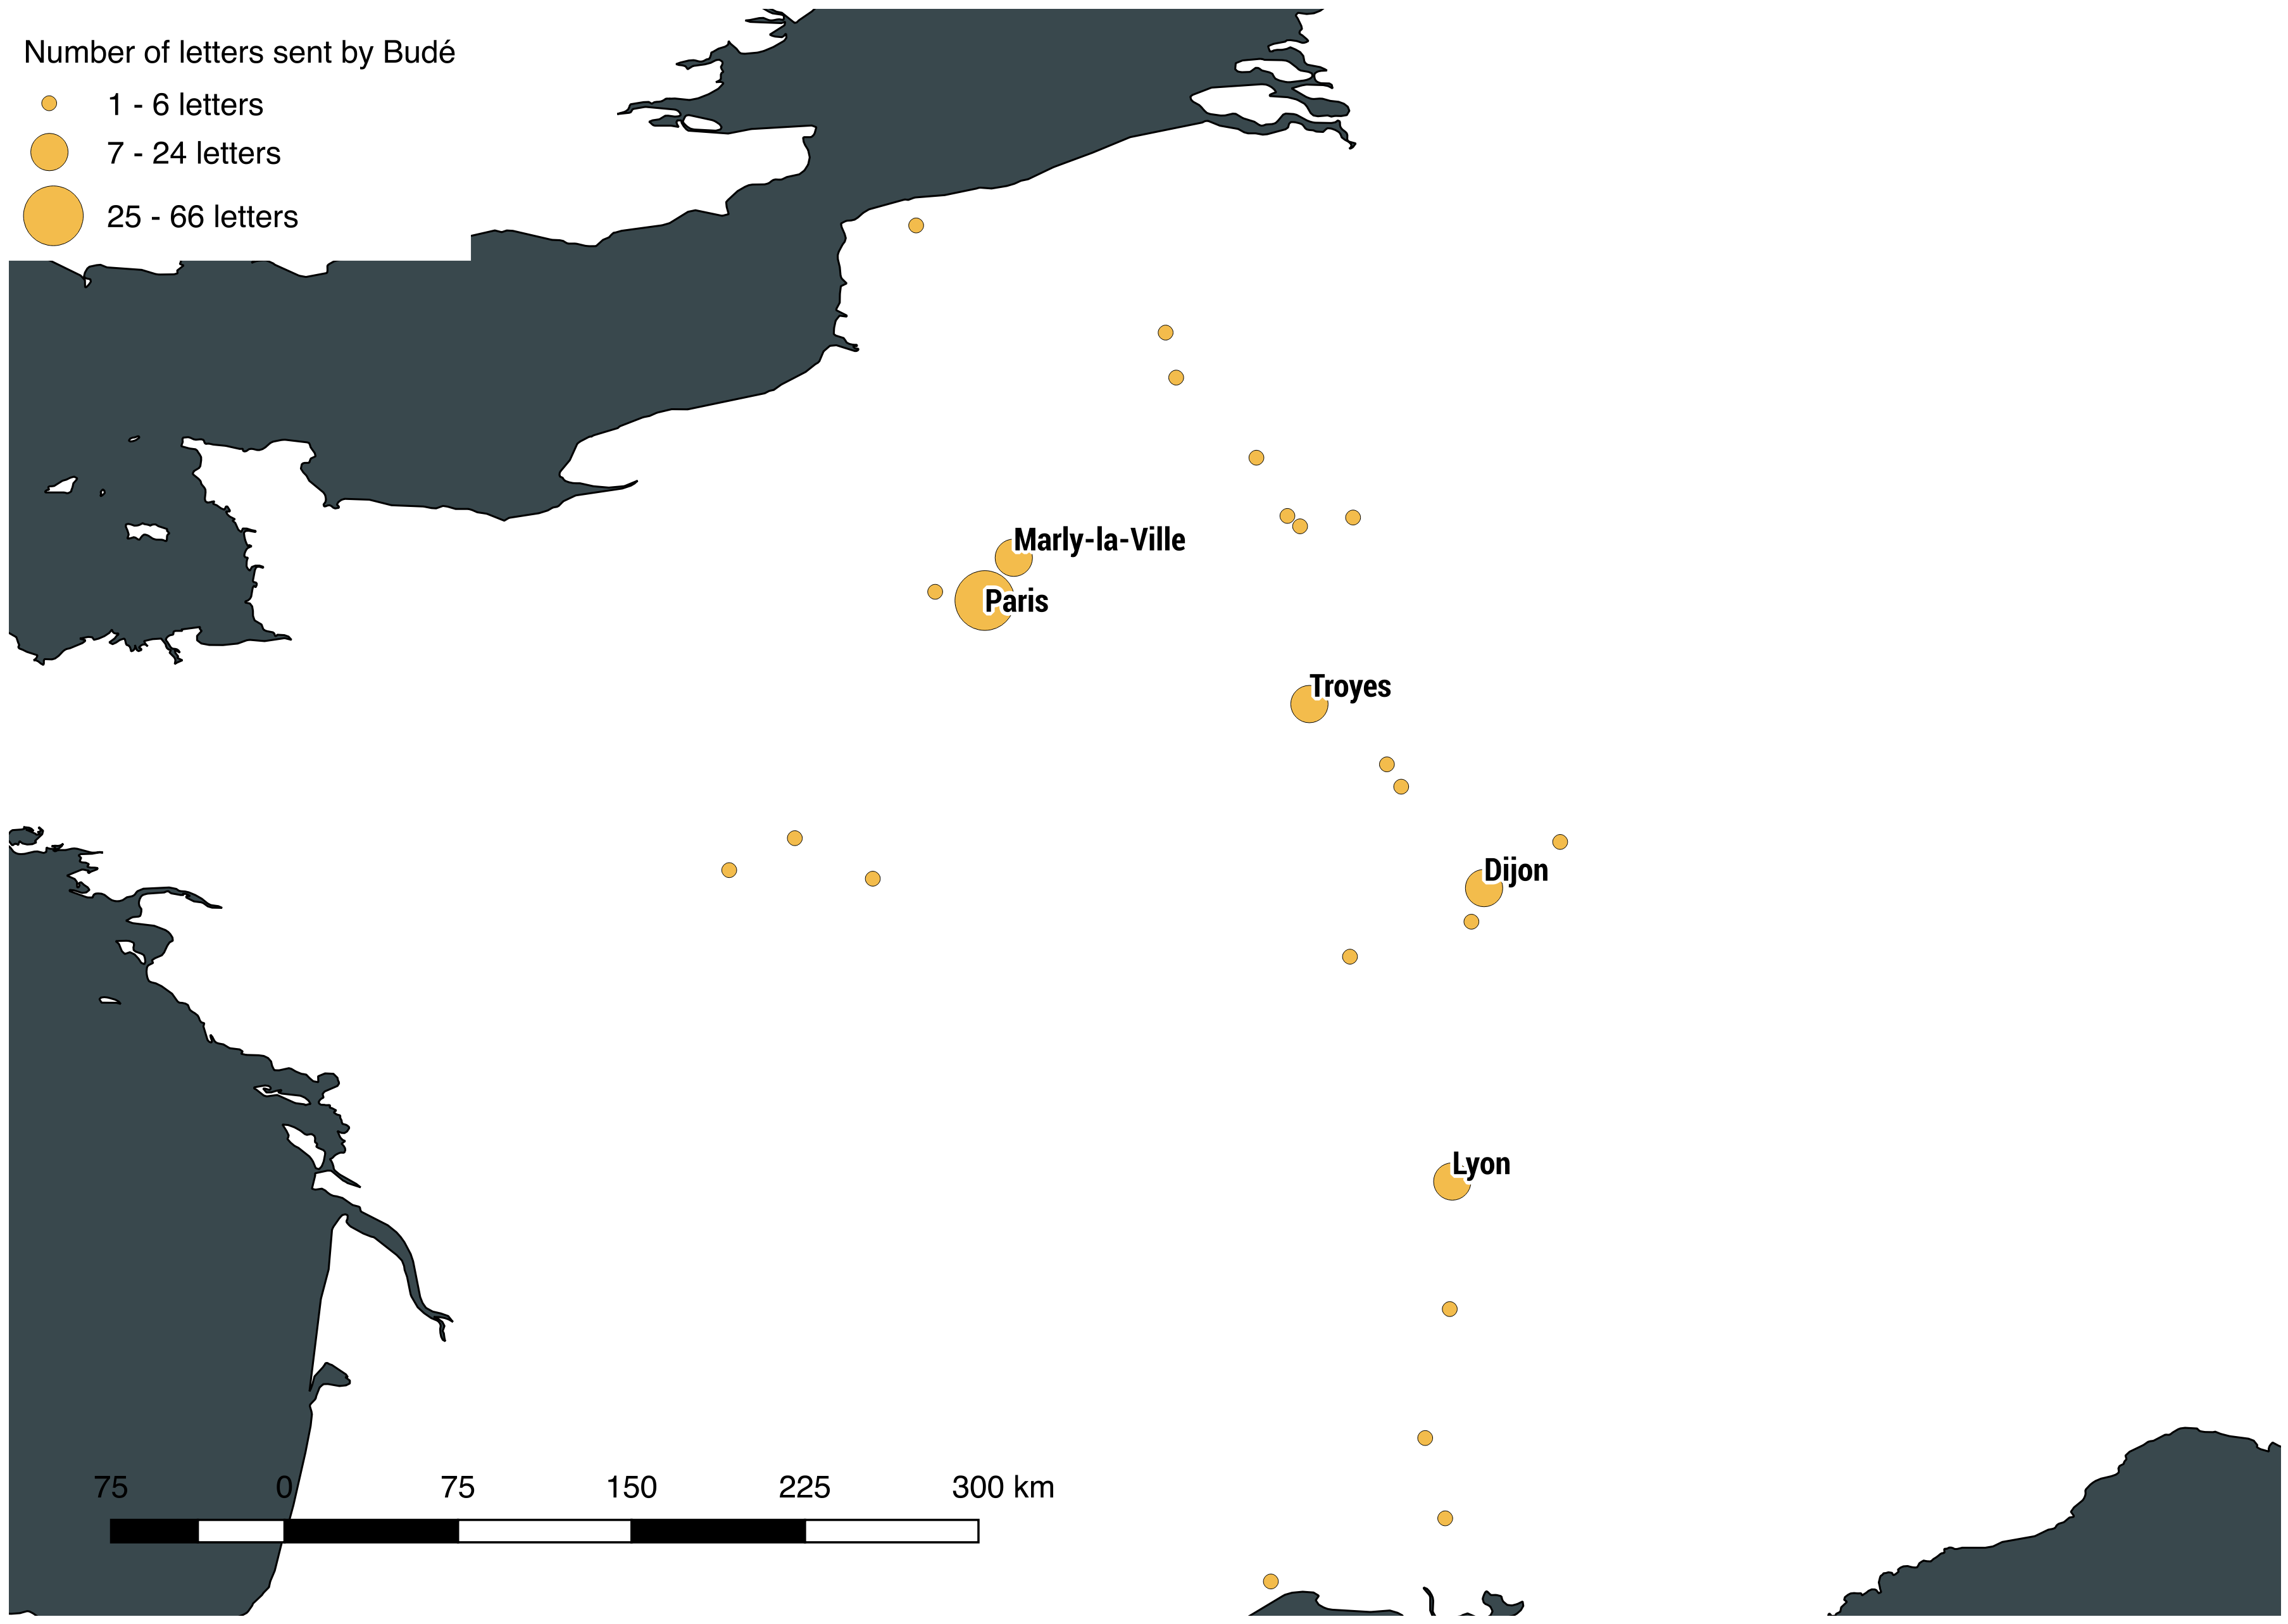 Number of letters sent by Budé
1 - 6 letters
7 - 24 letters
25 - 66 letters
Marly-la-Ville
Paris
Troyes
Dijon
Lyon
75 0 75 150 225 300 km